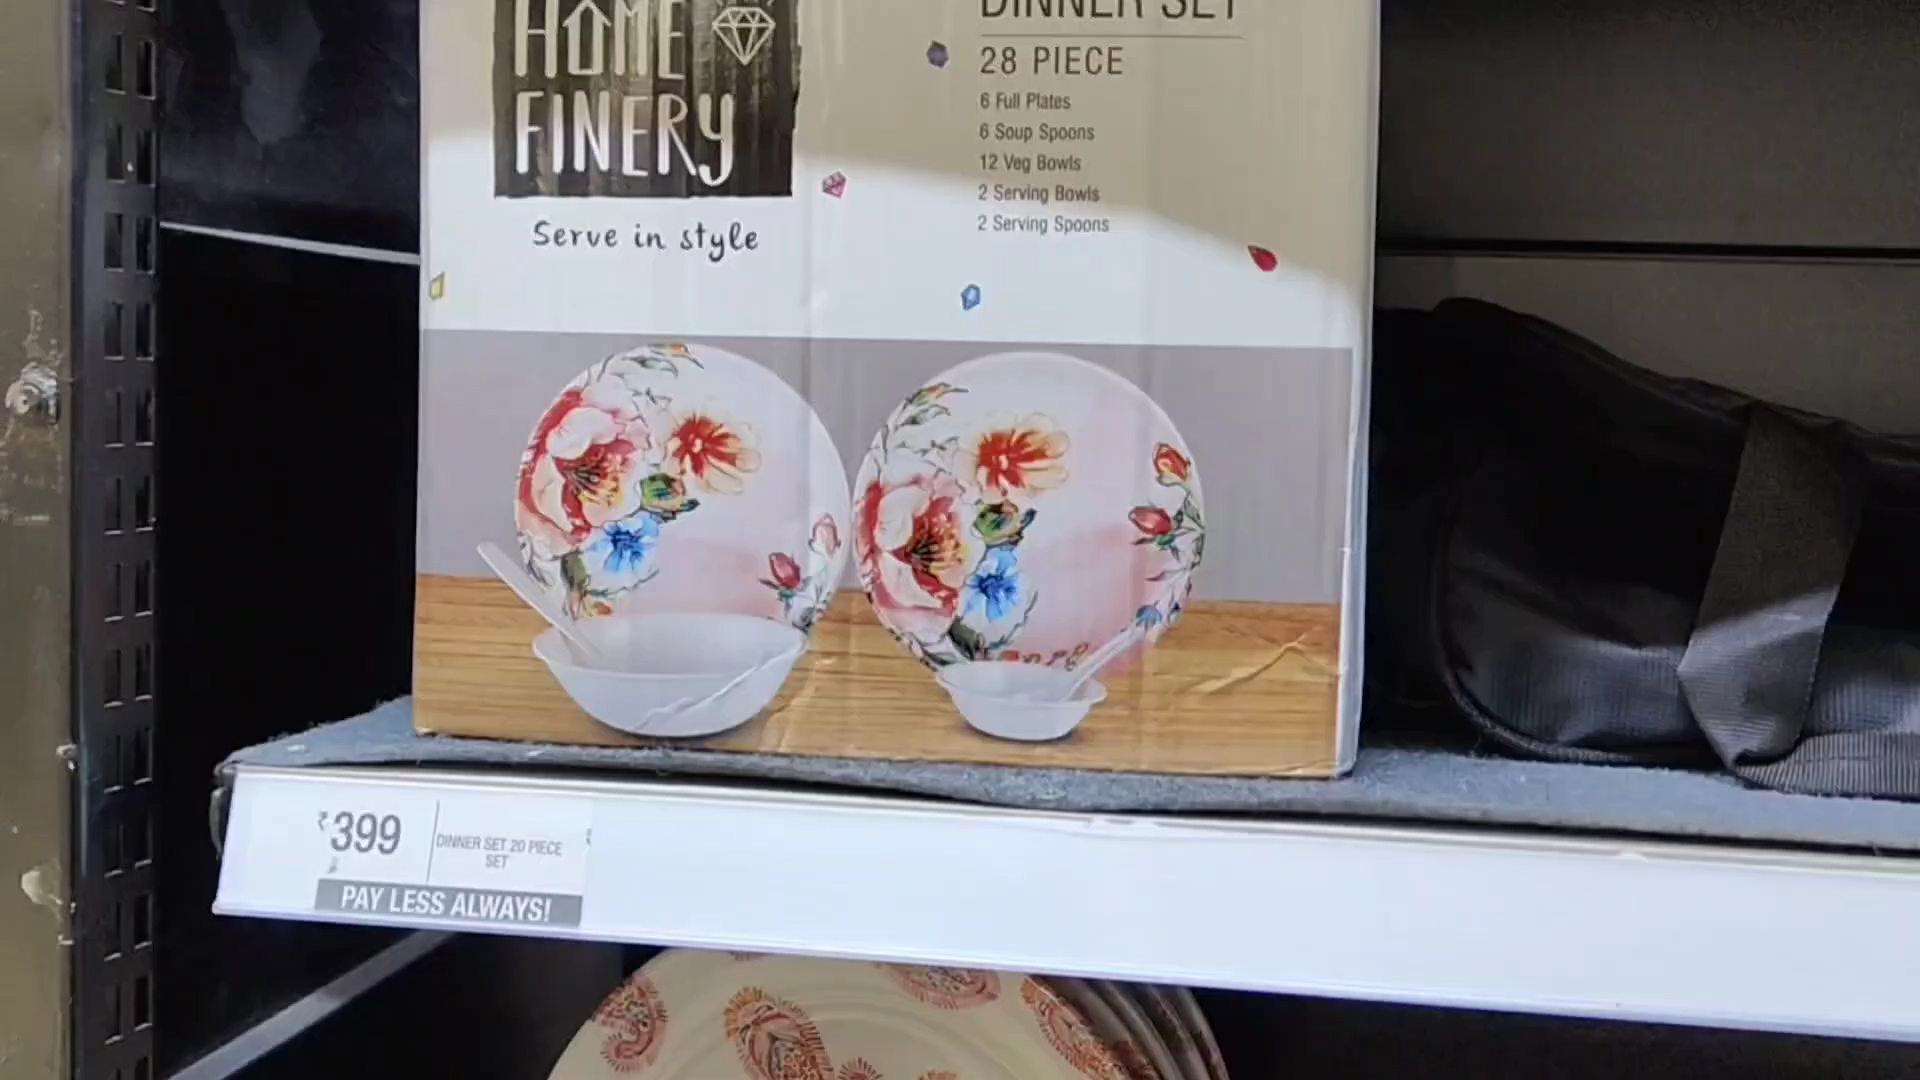 HOME
FINERY
Serve in style
DINNER SET
28 PIECE
6 Full Plates
6 Soup Spoons
12 Veg Bowls
2 Serving Bowls
2 Serving Spoons
₹399
DINNER SET 20 PIECE
SET
PAY LESS ALWAYS!